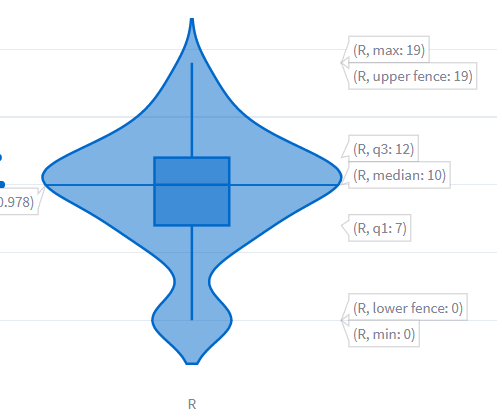 (R, max: 19)
(R, upper fence: 19)
(R, q3: 12)
(R, median: 10)
0.978)
(R, q1: 7)
(R, lower fence: 0)
(R, min: 0)
R